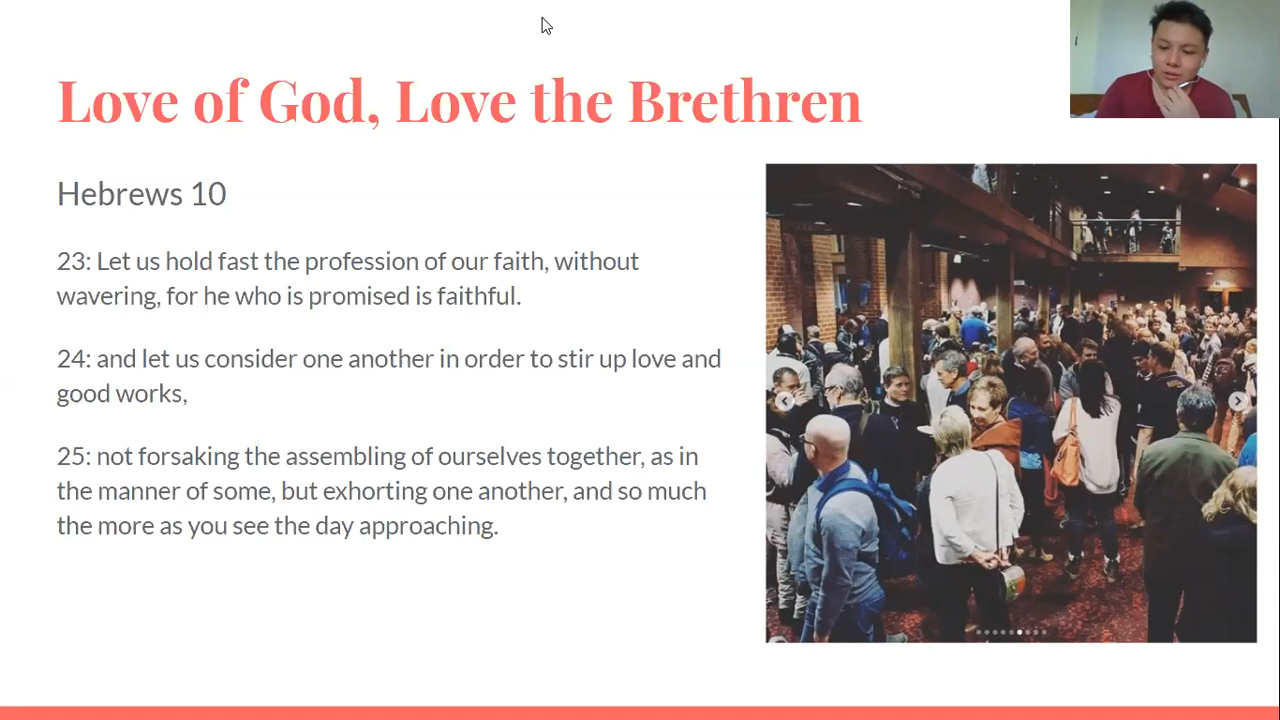 Love of God, Love the Brethren
Hebrews 10
23: Let us hold fast the profession of our faith, without
wavering, for he who is promised is faithful.
24: and let us consider one another in order to stir up love and
good works,
25: not forsaking the assembling of ourselves together, as in
the manner of some, but exhorting one another, and so much
the more as you see the day approaching.